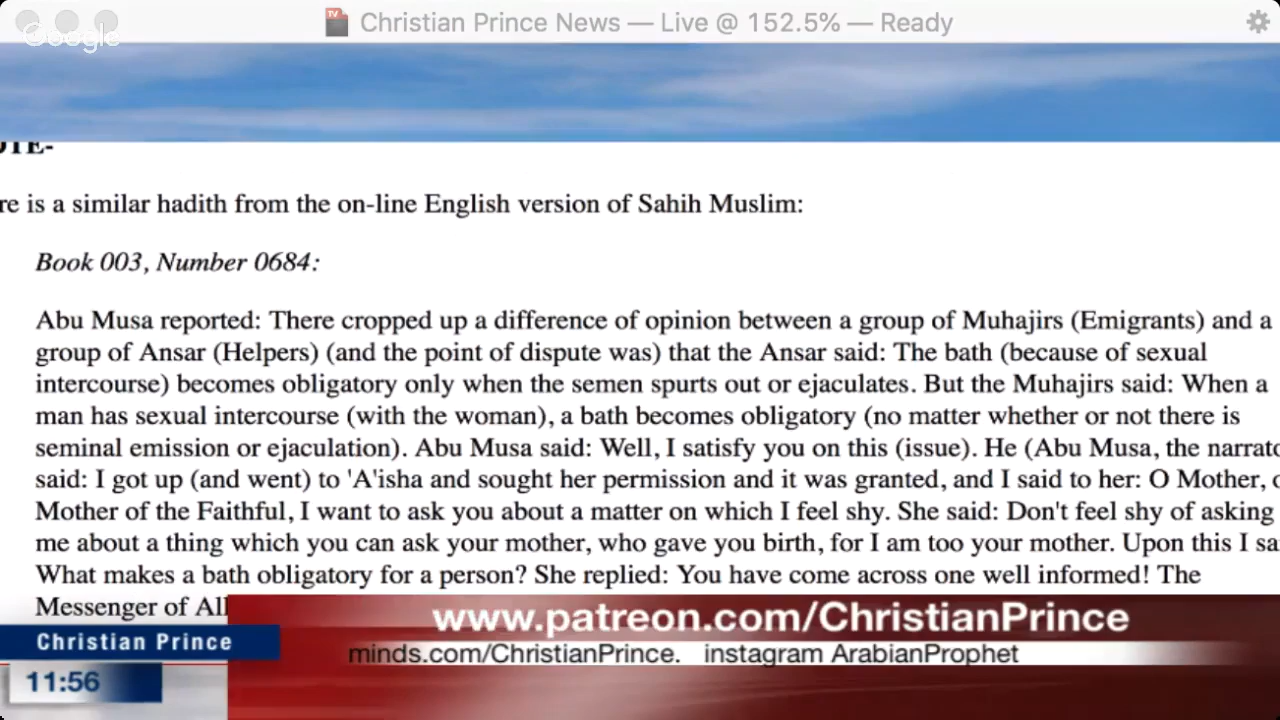 TV
Christian Prince News — Live @ 152.5% — Ready
Google
re is a similar hadith from the on-line English version of Sahih Muslim:
Book 003, Number 0684:
Abu Musa reported: There cropped up a difference of opinion between a group of Muhajirs (Emigrants) and a
group of Ansar (Helpers) (and the point of dispute was) that the Ansar said: The bath (because of sexual
intercourse) becomes obligatory only when the semen spurts out or ejaculates. But the Muhajirs said: When a
man has sexual intercourse (with the woman), a bath becomes obligatory (no matter whether or not there is
seminal emission or ejaculation). Abu Musa said: Well, I satisfy you on this (issue). He (Abu Musa, the narrato
said: I got up (and went) to 'A'isha and sought her permission and it was granted, and I said to her: O Mother, o
Mother of the Faithful, I want to ask you about a matter on which I feel shy. She said: Don't feel shy of asking
me about a thing which you can ask your mother, who gave you birth, for I am too your mother. Upon this I sa
What makes a bath obligatory for a person? She replied: You have come across one well informed! The
Messenger of All
www.patreon.com/ChristianPrince
Christian Prince
minds.com/ChristianPrince. instagram ArabianProphet
11:56